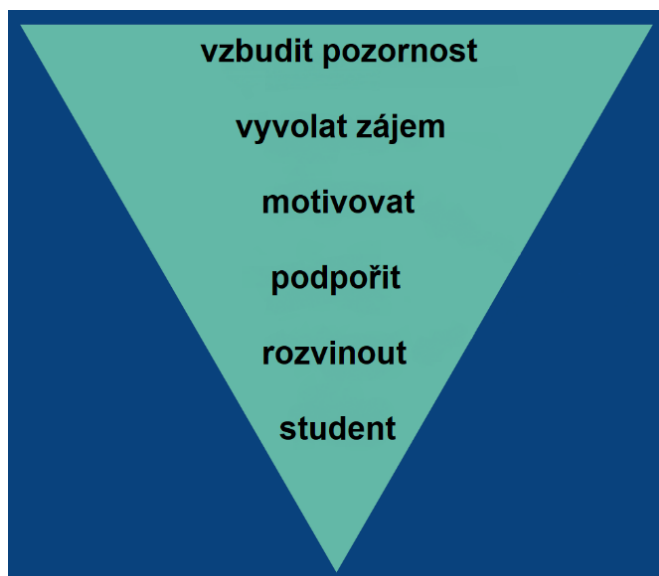 vzbudit pozornost
vyvolat zájem
motivovat
podpořit
rozvinout
student